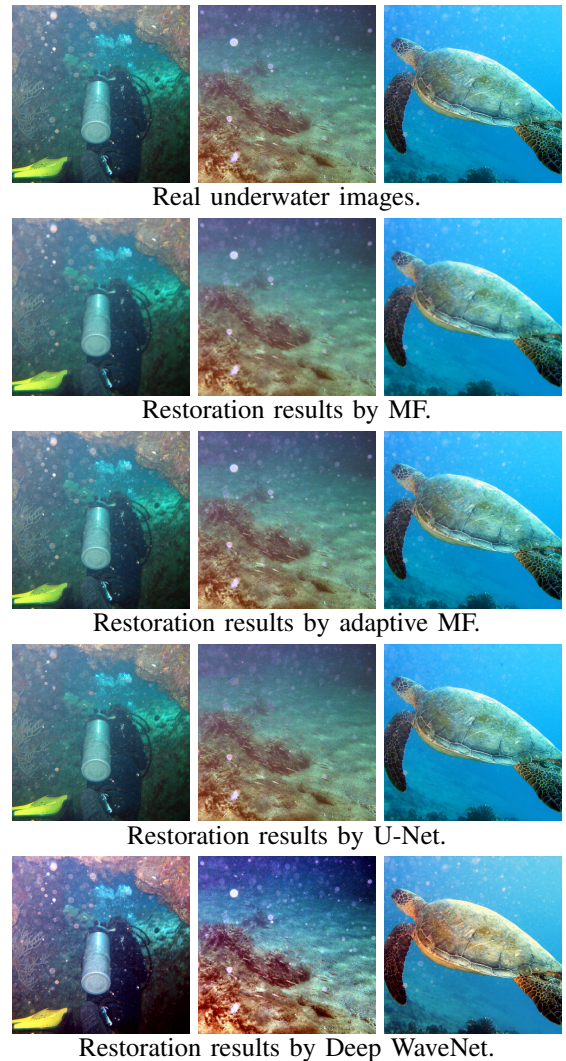 Real underwater images.
Restoration results by MF.
Restoration results by adaptive MF.
Restoration results by U-Net.
Restoration results by Deep WaveNet.